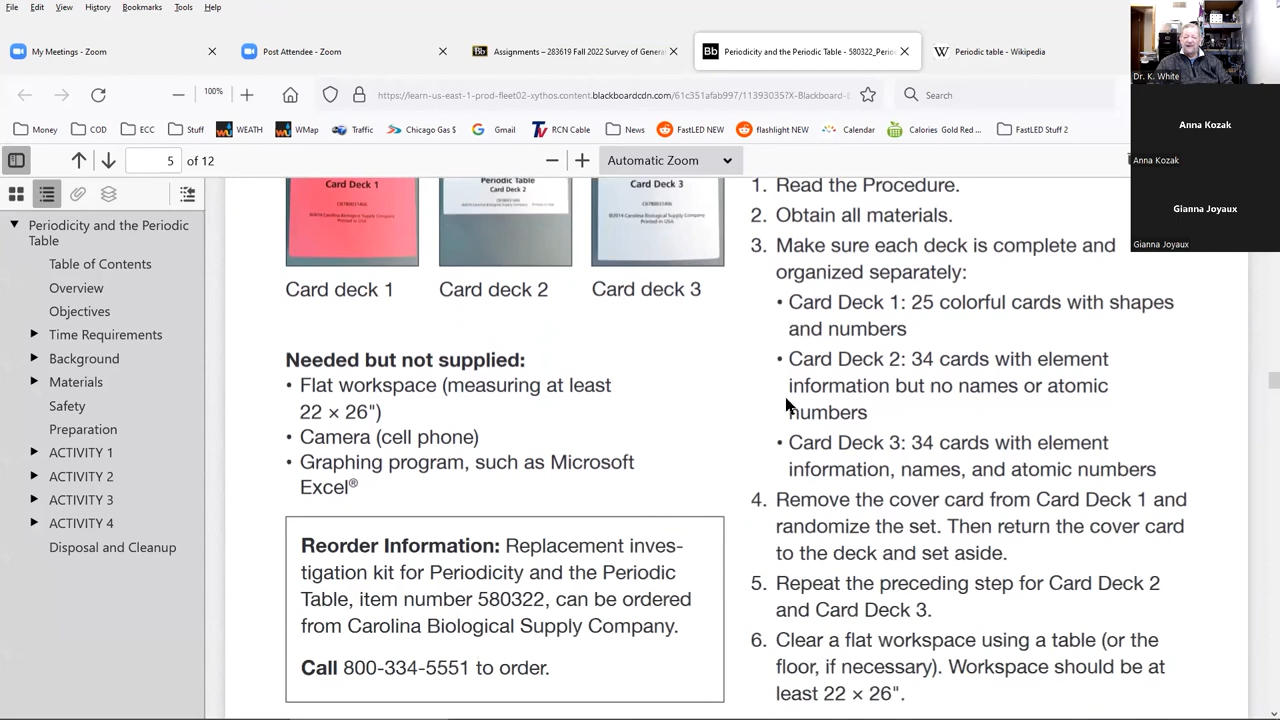 File Edit View History Bookmarks Tools Help
My Meetings - Zoom
Post Attendee - Zoom
Assignments – 283619 Fall 2022 Survey of Genera
Periodicity and the Periodic Table - 580322_Perio
Periodic table - Wikipedia
100%
https://learn-us-east-1-prod-fleet02-xythos.content.blackboardcdn.com/61c351afab997/11393035?X-Blackboard-
Search
Money COD ECC Stuff WEATH WMap Traffic Chicago Gas $ Gmail RCN Cable News FastLED NEW flashlight NEW Calendar Calories Gold Red ... FastLED Stuff 2
5 of 12
Automatic Zoom
Periodicity and the Periodic
Table
Table of Contents
Overview
Objectives
Time Requirements
Background
Materials
Safety
Preparation
ACTIVITY 1
ACTIVITY 2
ACTIVITY 3
ACTIVITY 4
Disposal and Cleanup
Card Deck 1
Periodic Table
Card Deck 2
Card Deck 3
Card deck 1
Card deck 2
Card deck 3
Needed but not supplied:
• Flat workspace (measuring at least
22 × 26")
• Camera (cell phone)
• Graphing program, such as Microsoft
Excel®
Reorder Information: Replacement inves-
tigation kit for Periodicity and the Periodic
Table, item number 580322, can be ordered
from Carolina Biological Supply Company.
Call 800-334-5551 to order.
1. Read the Procedure.
2. Obtain all materials.
3. Make sure each deck is complete and
organized separately:
• Card Deck 1: 25 colorful cards with shapes
and numbers
• Card Deck 2: 34 cards with element
information but no names or atomic
numbers
• Card Deck 3: 34 cards with element
information, names, and atomic numbers
4. Remove the cover card from Card Deck 1 and
randomize the set. Then return the cover card
to the deck and set aside.
5. Repeat the preceding step for Card Deck 2
and Card Deck 3.
6. Clear a flat workspace using a table (or the
floor, if necessary). Workspace should be at
least 22 × 26".
Dr. K. White
Anna Kozak
Anna Kozak
Gianna Joyaux
Gianna Joyaux